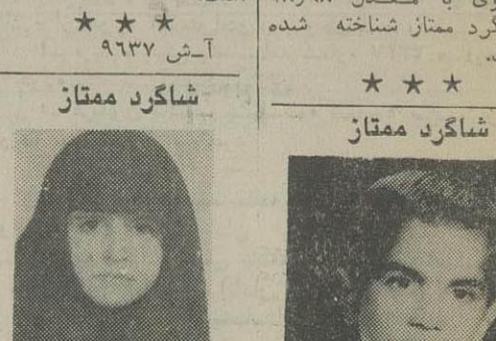 گرد ممتاز شناخته شده
★ ★ ★
شاگرد ممتاز
★ ★ ★
آ-ش ۹۶۳۷
شاگرد ممتاز